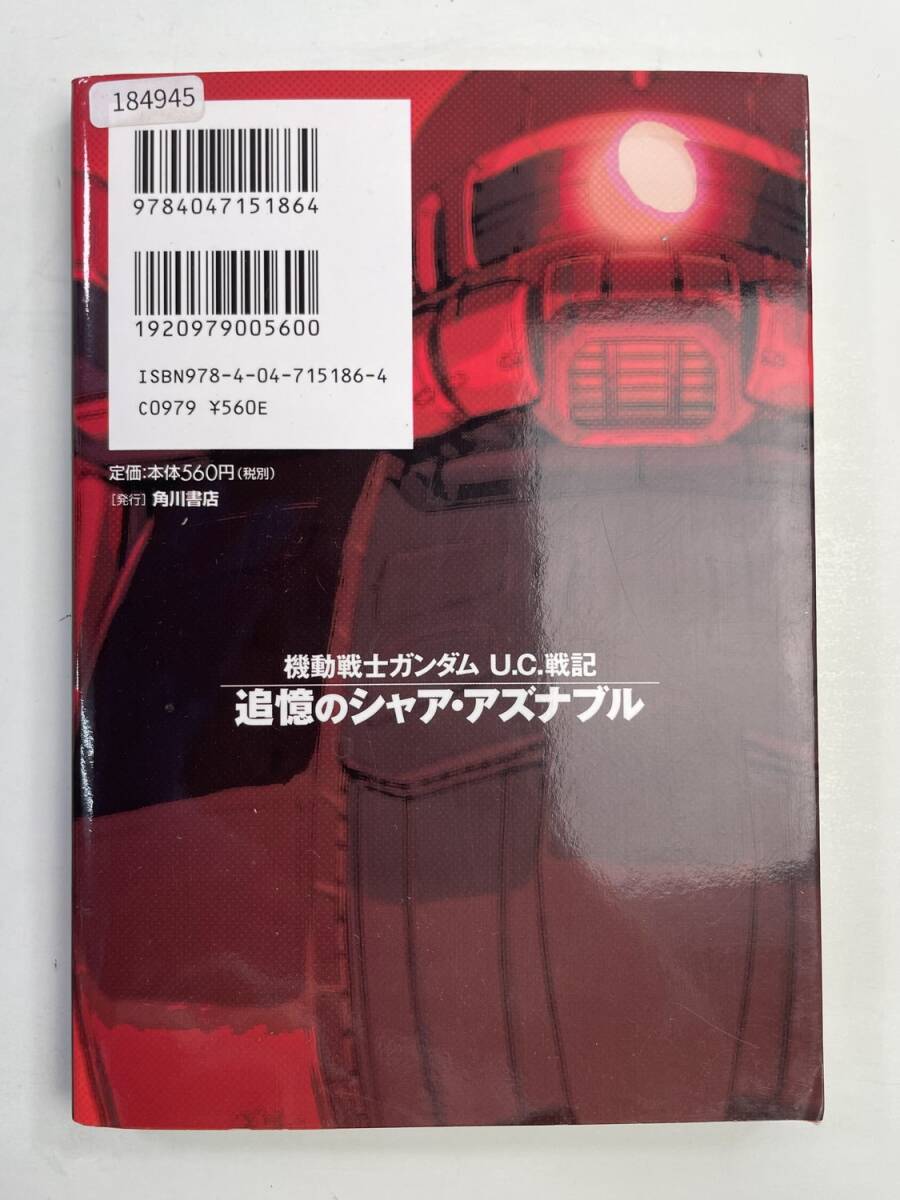 184945
9784047151864
1920979005600
ISBN978-4-04-715186-4
C0979 ¥560E
定価:本体560円(税別)
[発行]角川書店
機動戦士ガンダム U.C.戦記
追憶のシャア・アズナブル